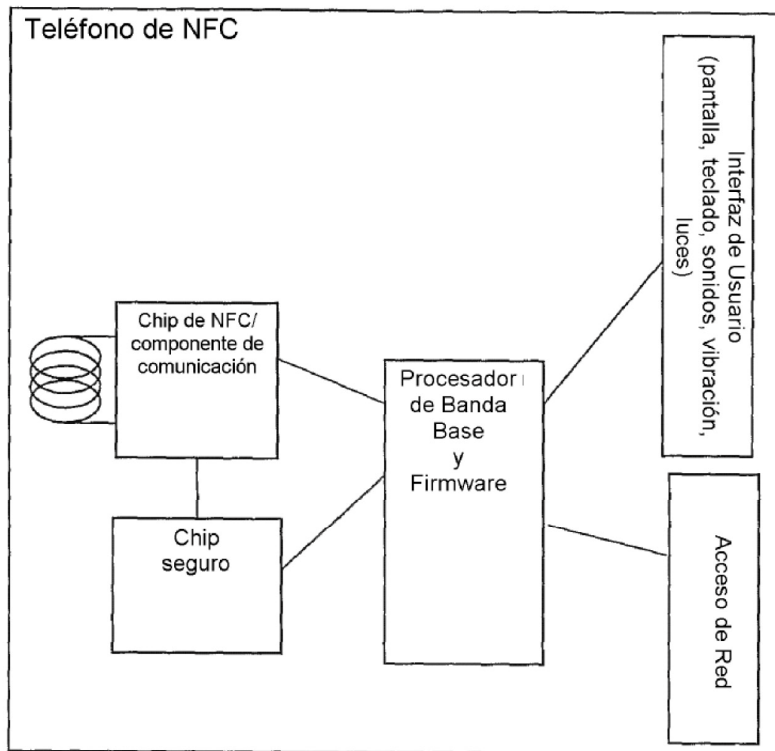 Teléfono de NFC
Chip de NFC/
componente de
comunicación
Chip
seguro
Procesador
de Banda
Base
y
Firmware
Interfaz de Usuario
(pantalla, teclado, sonidos, vibración,
luces)
Acceso de Red